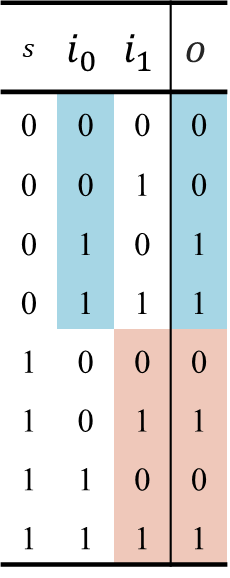 s i₀ i₁ o
0 0 0 0
0 0 1 0
0 1 0 1
0 1 1 1
1 0 0 0
1 0 1 1
1 1 0 0
1 1 1 1